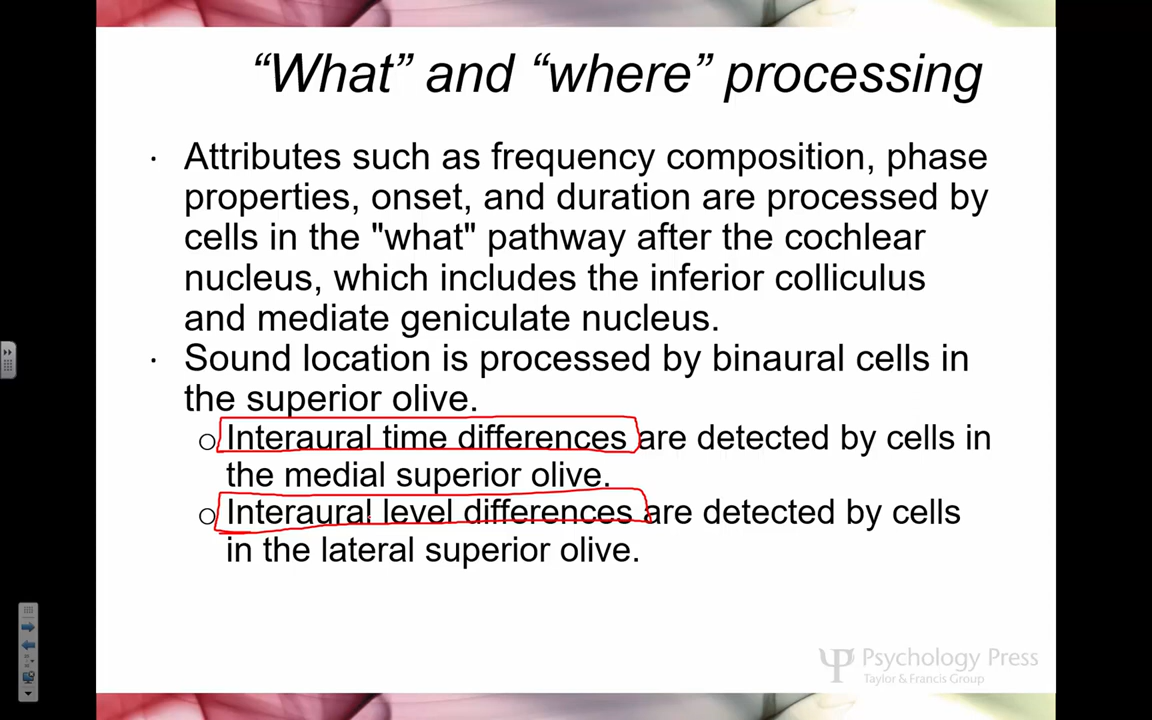 “What” and “where” processing
· Attributes such as frequency composition, phase
properties, onset, and duration are processed by
cells in the "what" pathway after the cochlear
nucleus, which includes the inferior colliculus
and mediate geniculate nucleus.
· Sound location is processed by binaural cells in
the superior olive.
o Interaural time differences are detected by cells in
the medial superior olive.
o Interaural level differences are detected by cells
in the lateral superior olive.
Psychology Press
Taylor & Francis Group